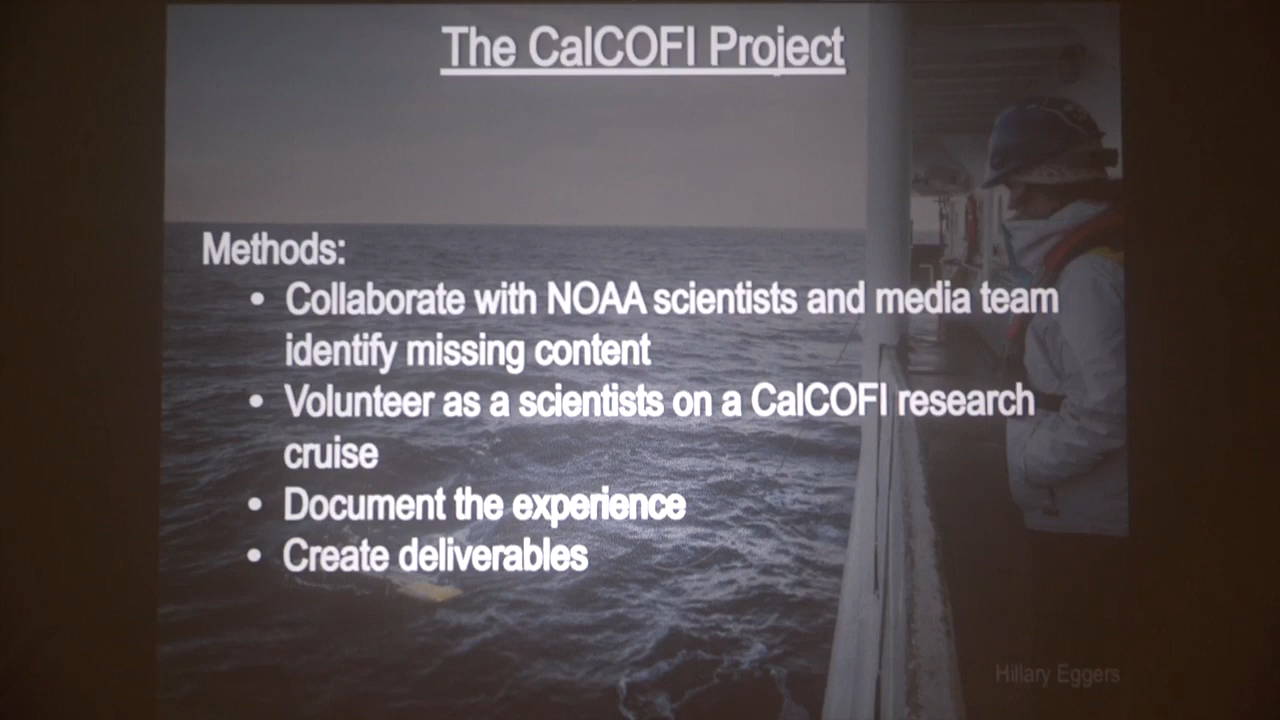 The CalCOFI Project
Methods:
• Collaborate with NOAA scientists and media team
identify missing content
• Volunteer as a scientists on a CalCOFI research
cruise
• Document the experience
• Create deliverables
Hillary Eggers